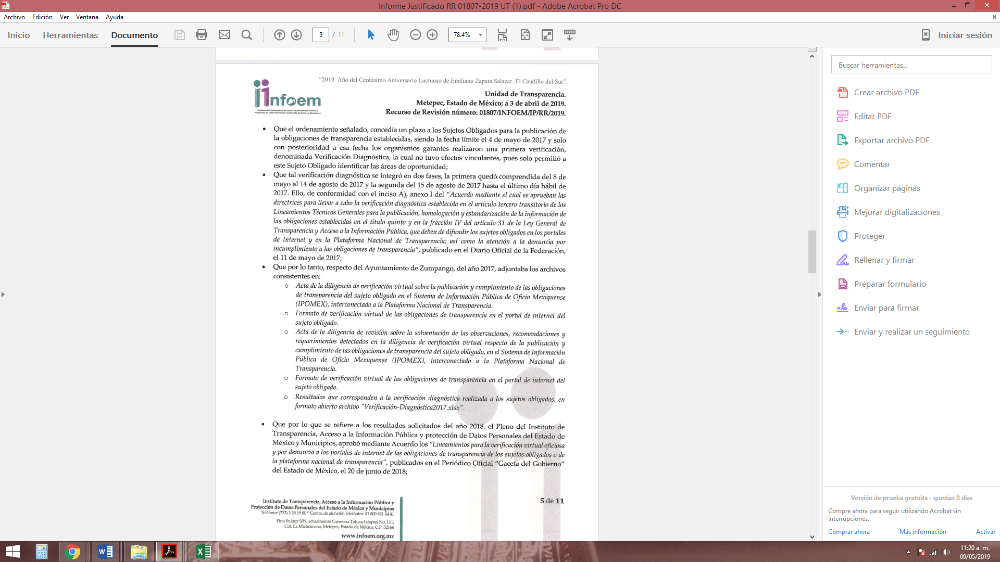 Informe Justificado RR 01807-2019 UT (1).pdf - Adobe Acrobat Pro DC
Archivo Edición Ver Ventana Ayuda
Inicio Herramientas Documento
5 / 11
78.4%
Iniciar sesión
"2019. Año del Centésimo Aniversario Luctuoso de Emiliano Zapata Salazar. El Caudillo del Sur".
infoem
Instituto de Transparencia, Acceso a la Información Pública y
Protección de Datos Personales del Estado de México y Municipios
Unidad de Transparencia.
Metepec, Estado de México; a 3 de abril de 2019.
Recurso de Revisión número: 01807/INFOEM/IP/RR/2019.
• Que el ordenamiento señalado, concedía un plazo a los Sujetos Obligados para la publicación de
la obligaciones de transparencia establecidas, siendo la fecha límite el 4 de mayo de 2017 y solo
con posterioridad a esa fecha los organismos garantes realizaron una primera verificación,
denominada Verificación Diagnóstica, la cual no tuvo efectos vinculantes, pues solo permitió a
este Sujeto Obligado identificar las áreas de oportunidad;
• Que tal verificación diagnóstica se integró en dos fases, la primera quedó comprendida del 8 de
mayo al 14 de agosto de 2017 y la segunda del 15 de agosto de 2017 hasta el último día hábil de
2017. Ello, de conformidad con el inciso A), anexo I del "Acuerdo mediante el cual se aprueban las
directrices para llevar a cabo la verificación diagnóstica establecida en el artículo tercero transitorio de los
Lineamientos Técnicos Generales para la publicación, homologación y estandarización de la información de
las obligaciones establecidas en el título quinto y en la fracción IV del artículo 31 de la Ley General de
Transparencia y Acceso a la Información Pública, que deben de difundir los sujetos obligados en los portales
de Internet y en la Plataforma Nacional de Transparencia; así como la atención a la denuncia por
incumplimiento a las obligaciones de transparencia", publicado en el Diario Oficial de la Federación,
el 11 de mayo de 2017;
• Que por lo tanto, respecto del Ayuntamiento de Zumpango, del año 2017, adjuntaba los archivos
consistentes en:
o Acta de la diligencia de verificación virtual sobre la publicación y cumplimiento de las obligaciones
de transparencia del sujeto obligado en el Sistema de Información Pública de Oficio Mexiquense
(IPOMEX), interconectado a la Plataforma Nacional de Transparencia.
o Formato de verificación virtual de las obligaciones de transparencia en el portal de internet del
sujeto obligado.
o Acta de la diligencia de revisión sobre la solventación de las observaciones, recomendaciones y
requerimientos detectados en la diligencia de verificación virtual respecto de la publicación y
cumplimiento de las obligaciones de transparencia del sujeto obligado, en el Sistema de Información
Pública de Oficio Mexiquense (IPOMEX), interconectado a la Plataforma Nacional de
Transparencia.
o Formato de verificación virtual de las obligaciones de transparencia en el portal de internet del
sujeto obligado.
o Resultados que corresponden a la verificación diagnóstica realizada a los sujetos obligados, en
formato abierto archivo "Verificación-Diagnóstica2017.xlsx".
• Que por lo que se refiere a los resultados solicitados del año 2018, el Pleno del Instituto de
Transparencia, Acceso a la Información Pública y protección de Datos Personales del Estado de
México y Municipios, aprobó mediante Acuerdo los "Lineamientos para la verificación virtual oficiosa
y por denuncia a los portales de internet de las obligaciones de transparencia de los sujetos obligados o de
la plataforma nacional de transparencia", publicados en el Periódico Oficial "Gaceta del Gobierno"
del Estado de México, el 20 de junio de 2018;
Instituto de Transparencia, Acceso a la Información Pública y
Protección de Datos Personales del Estado de México y Municipios
Teléfono: (722) 2 26 19 80 * Centro de atención telefónica: 01 800 821 04 41
Pino Suárez S/N, actualmente Carretera Toluca-Ixtapan No. 111,
Col. La Michoacana, Metepec, Estado de México, C.P. 52166
www.infoem.org.mx
5 de 11
Buscar herramientas...
Crear archivo PDF
Editar PDF
Exportar archivo PDF
Comentar
Organizar páginas
Mejorar digitalizaciones
Proteger
Rellenar y firmar
Preparar formulario
Enviar para firmar
Enviar y realizar un seguimiento
Versión de prueba gratuita - quedan 0 días
Compre ahora para seguir utilizando Acrobat sin
interrupciones.
Comprar ahora Más información Activar
11:20 a. m.
09/05/2019